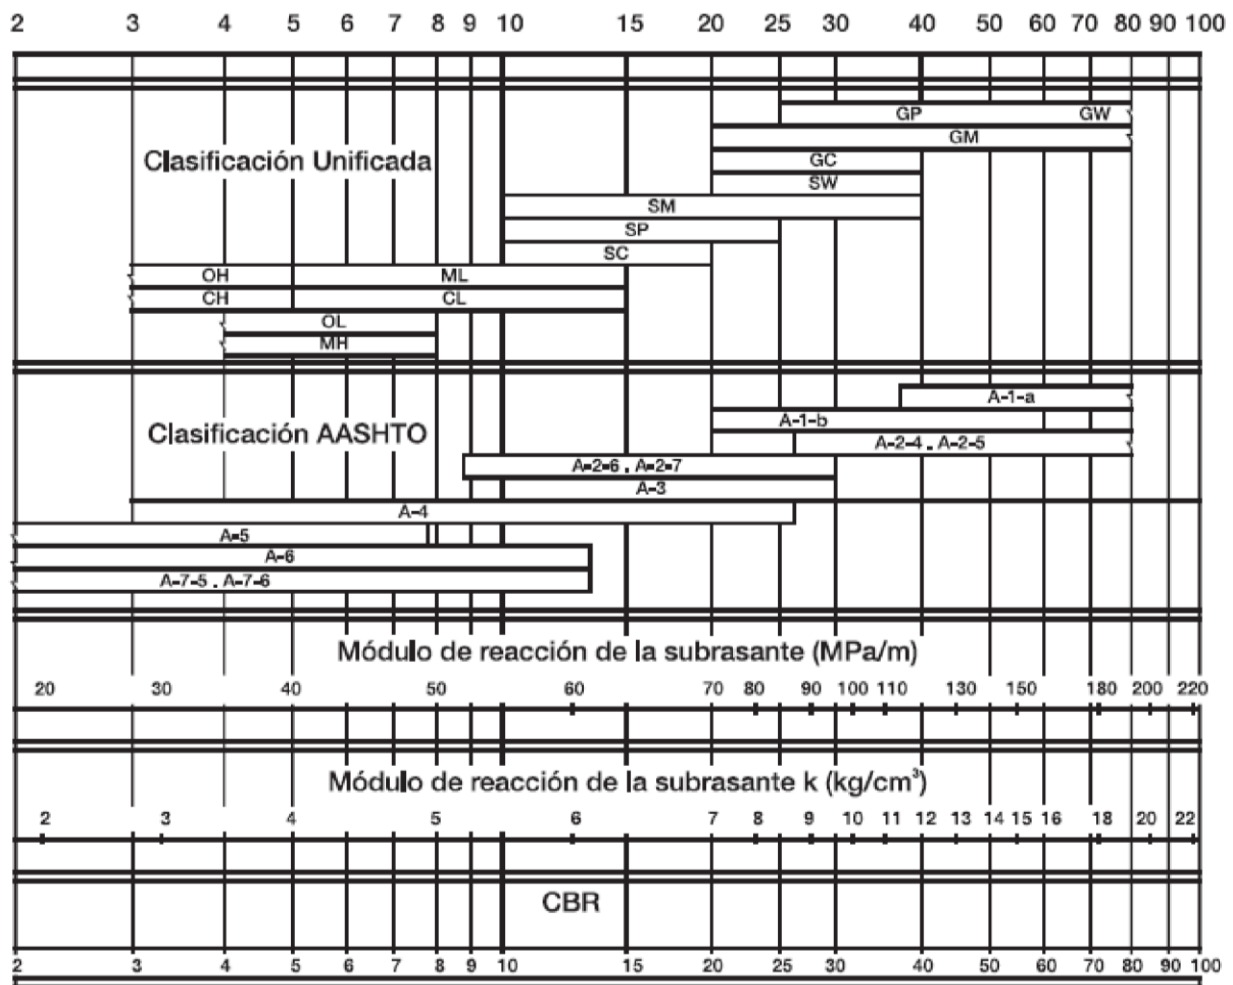 2 3 4 5 6 7 8 9 10 15 20 25 30 40 50 60 70 80 90 100
GP GW
GM
Clasificación Unificada
GC
SW
SM
SP
SC
OH ML
CH CL
OL
MH
A-1-a
A-1-b
Clasificación AASHTO
A-2-4 . A-2-5
A-2-6 . A-2-7
A-3
A-4
A-5
A-6
A-7-5 . A-7-6
Módulo de reacción de la subrasante (MPa/m)
20 30 40 50 60 70 80 90 100 110 130 150 180 200 220
Módulo de reacción de la subrasante k (kg/cm³)
2 3 4 5 6 7 8 9 10 11 12 13 14 15 16 18 20 22
CBR
2 3 4 5 6 7 8 9 10 15 20 25 30 40 50 60 70 80 90 100